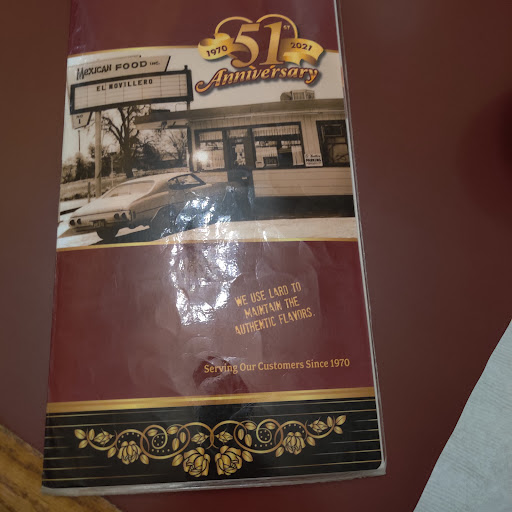 51ST
1970 2021
Anniversary
MEXICAN FOOD INC.
EL NOVILLERO
PARKING
WE USE LARD TO
MAINTAIN THE
AUTHENTIC FLAVORS.
Serving Our Customers Since 1970